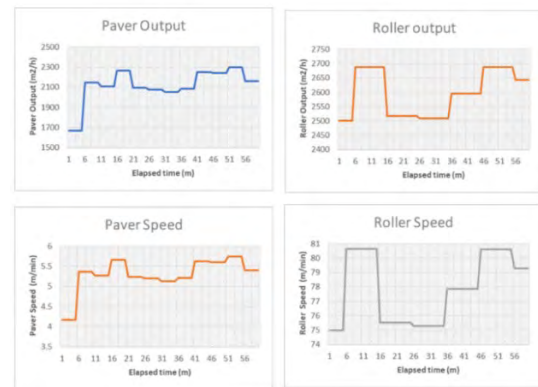 Paver Output
Paver Output (m2/h)
2500
2300
2100
1900
1700
1500
1 6 11 16 21 26 31 36 41 46 51 56
Elapsed time (m)
Roller output
Roller Output (m2/h)
2750
2700
2650
2600
2550
2500
2450
2400
1 6 11 16 21 26 31 36 41 46 51 56
Elapsed time (m)
Paver Speed
Paver Speed (m/min)
6
5.5
5
4.5
4
3.5
1 6 11 16 21 26 31 36 41 46 51 56
Elapsed time (m)
Roller Speed
Roller Speed (m/min)
81
80
79
78
77
76
75
74
1 6 11 16 21 26 31 36 41 46 51 56
Elapsed time (m)